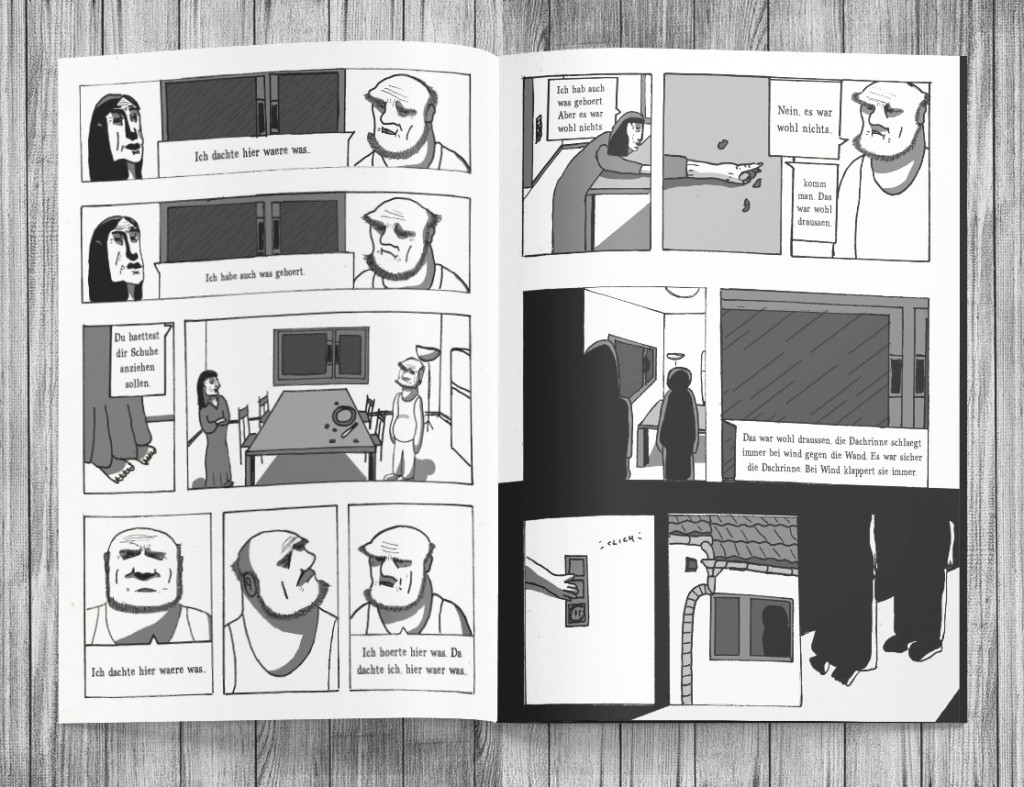 Ich dachte hier waere was..
Ich habe auch was gehoert.
Du haettest
dir Schuhe
anziehen
sollen.
Ich dachte hier waere was..
Ich hoerte hier was. Da
dachte ich, hier waer was..
Ich hab auch
was gehoert.
Aber es war
wohl nichts.
Nein, es war
wohl nichts..
komm
man. Das
war wohl
draussen.
Das war wohl draussen, die Dachrinne schlaegt
immer bei wind gegen die Wand. Es war sicher
die Dachrinne. Bei Wind klappert sie immer.
CLICK